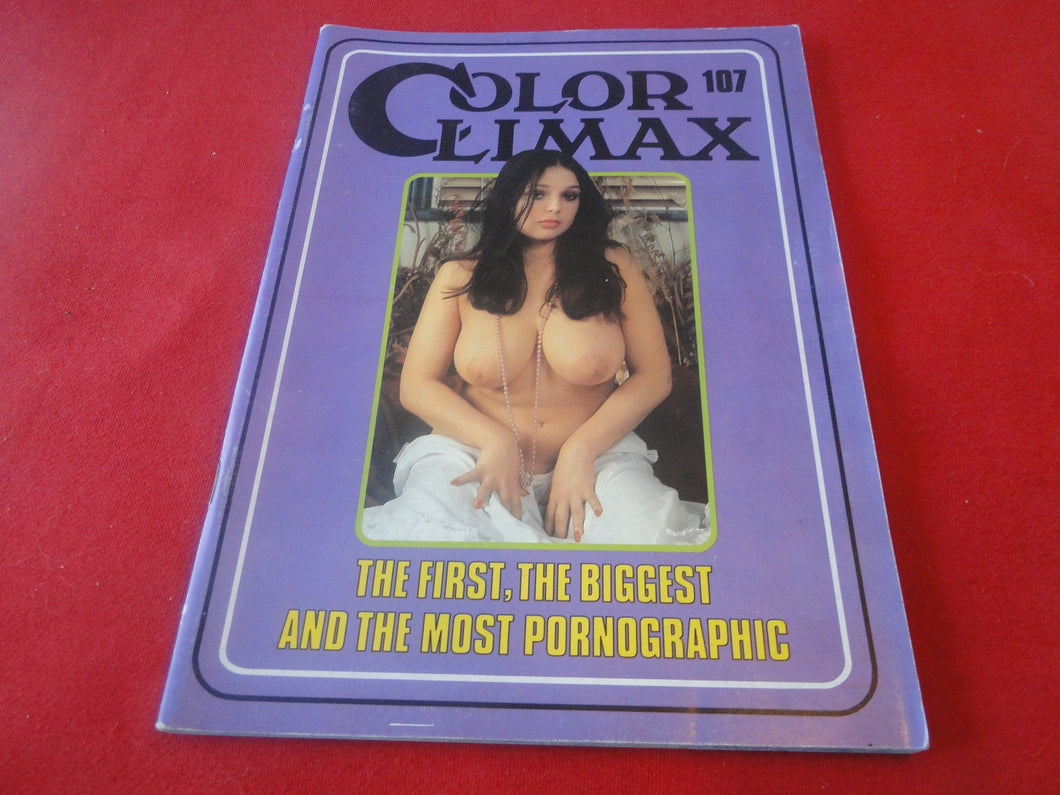 COLOR 107
CLIMAX
THE FIRST, THE BIGGEST
AND THE MOST PORNOGRAPHIC